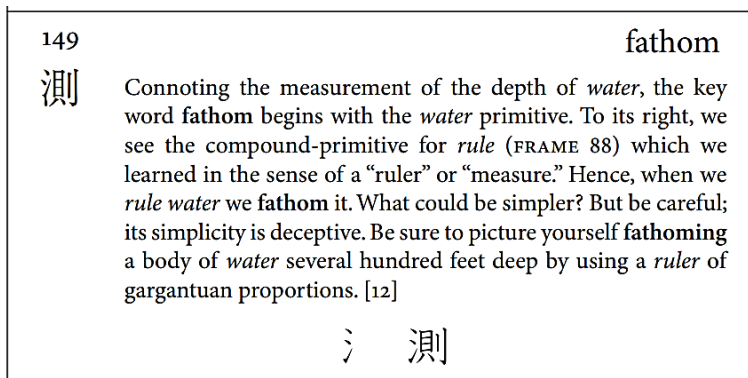 149 fathom
測 Connoting the measurement of the depth of water, the key
word fathom begins with the water primitive. To its right, we
see the compound-primitive for rule (FRAME 88) which we
learned in the sense of a “ruler” or “measure.” Hence, when we
rule water we fathom it. What could be simpler? But be careful;
its simplicity is deceptive. Be sure to picture yourself fathoming
a body of water several hundred feet deep by using a ruler of
gargantuan proportions. [12]
氵 測